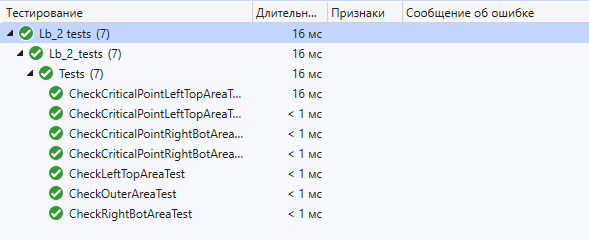 Тестирование Длительн... Признаки Сообщение об ошибке
Lb_2 tests (7) 16 мс
Lb_2_tests (7) 16 мс
Tests (7) 16 мс
CheckCriticalPointLeftTopAreaT... 16 мс
CheckCriticalPointLeftTopAreaT... < 1 мс
CheckCriticalPointRightBotArea... < 1 мс
CheckCriticalPointRightBotArea... < 1 мс
CheckLeftTopAreaTest < 1 мс
CheckOuterAreaTest < 1 мс
CheckRightBotAreaTest < 1 мс